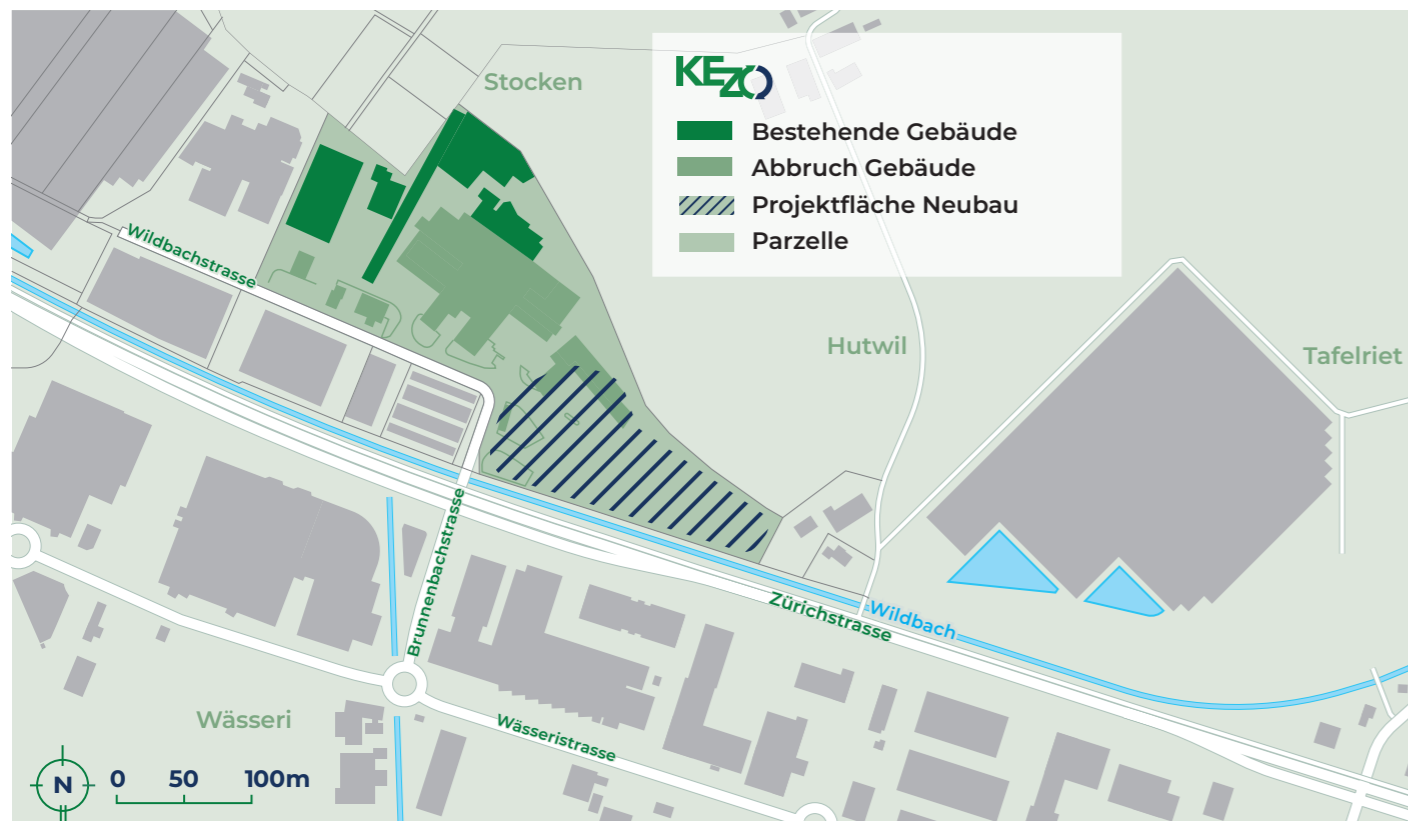 Stocken
KEZO
Bestehende Gebäude
Abbruch Gebäude
Projektfläche Neubau
Parzelle
Wildbachstrasse
Hutwil
Tafelriet
Brunnenbachstrasse
Zürichstrasse
Wildbach
Wässeri
Wässeristrasse
N
0 50 100m